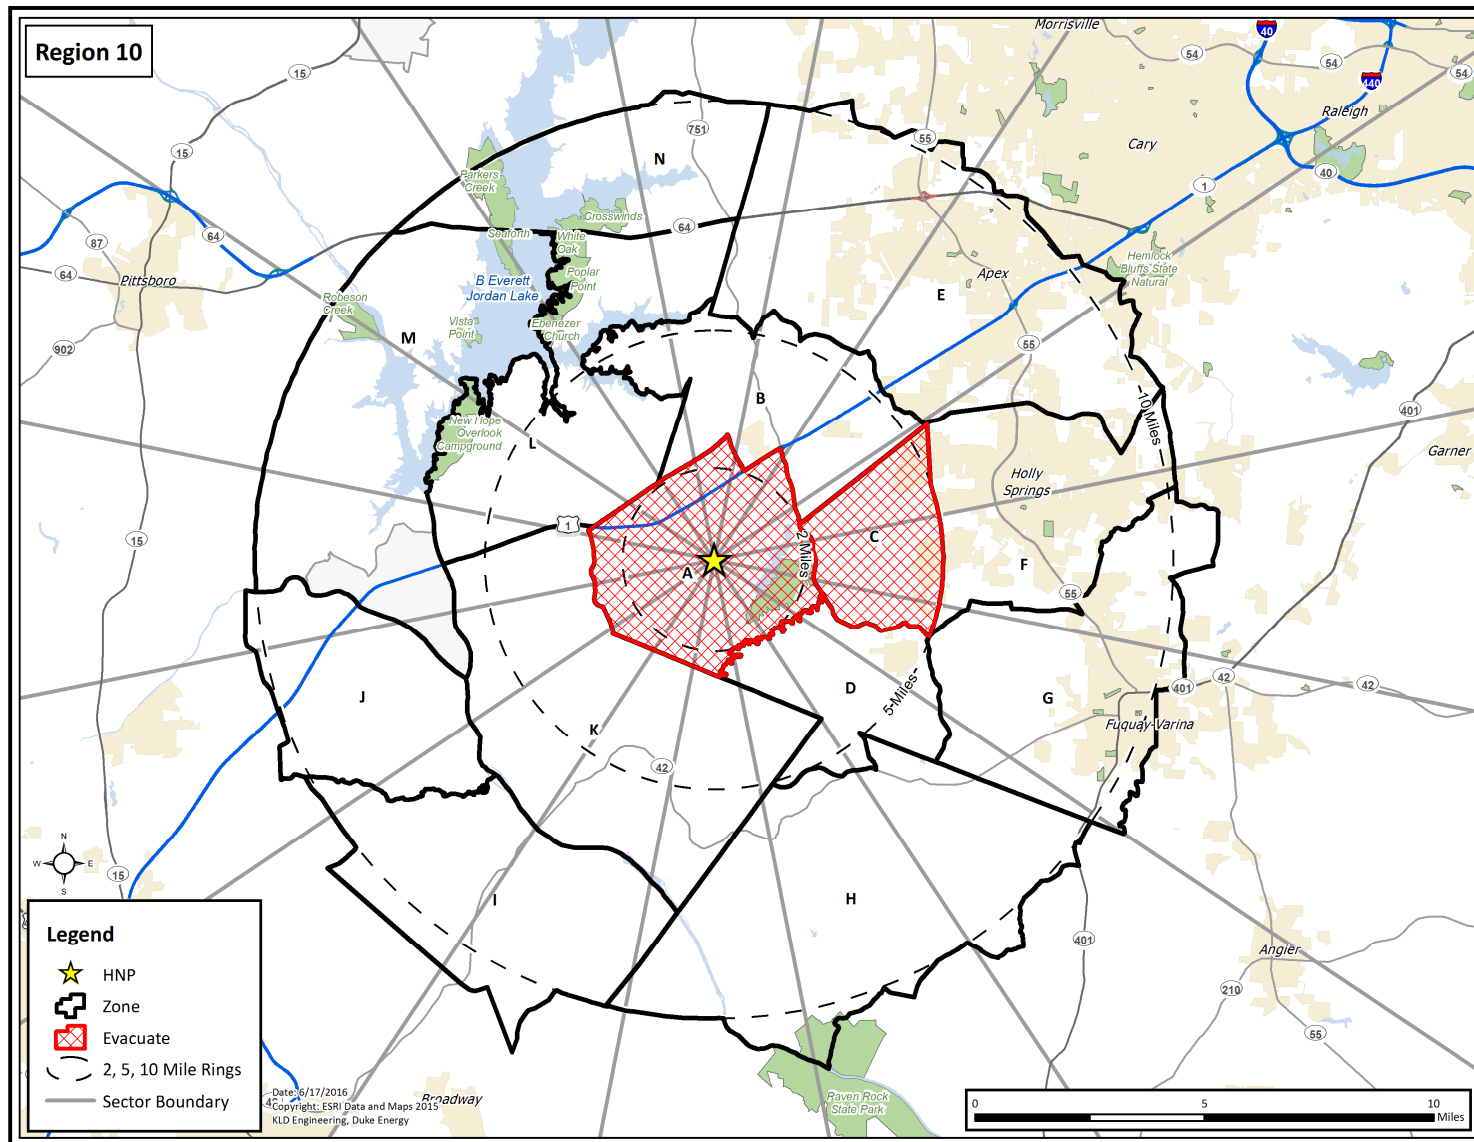 Region 10
Morrisville
40
54
54
54
440
Raleigh
15
751
55
Cary
15
N
40
1
Parkers
Creek
Crosswinds
64
Seaforth
White
Oak
87
64
64
Pittsboro
B Everett
Jordan Lake
Poplar
Point
Apex
Hemlock
Bluffs State
Natural
E
Robeson
Creek
Vista
Point
Ebenezer
Church
M
902
55
B
10 Miles
401
New Hope
Overlook
Campground
L
Garner
Holly
Springs
1
15
C
2 Miles
A
F
55
J
D
5-Miles
G
401
42
42
Fuquay-Varina
K
42
N
W
E
S
15
I
H
401
Angier
210
55
Legend
HNP
Zone
Evacuate
2, 5, 10 Mile Rings
Sector Boundary
Date: 6/17/2016
Copyright: ESRI Data and Maps 2015
KLD Engineering, Duke Energy
Broadway
Raven Rock
State Park
0
5
10
Miles